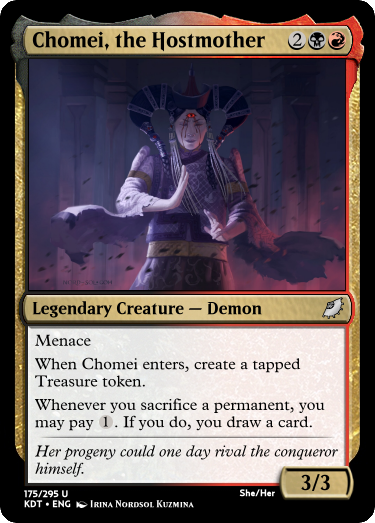 Chomei, the Hostmother 2
Legendary Creature — Demon
Menace
When Chomei enters, create a tapped
Treasure token.
Whenever you sacrifice a permanent, you
may pay 1. If you do, you draw a card.
Her progeny could one day rival the conqueror
himself.
3/3
175/295 U She/Her
KDT • ENG Irina Nordsol Kuzmina